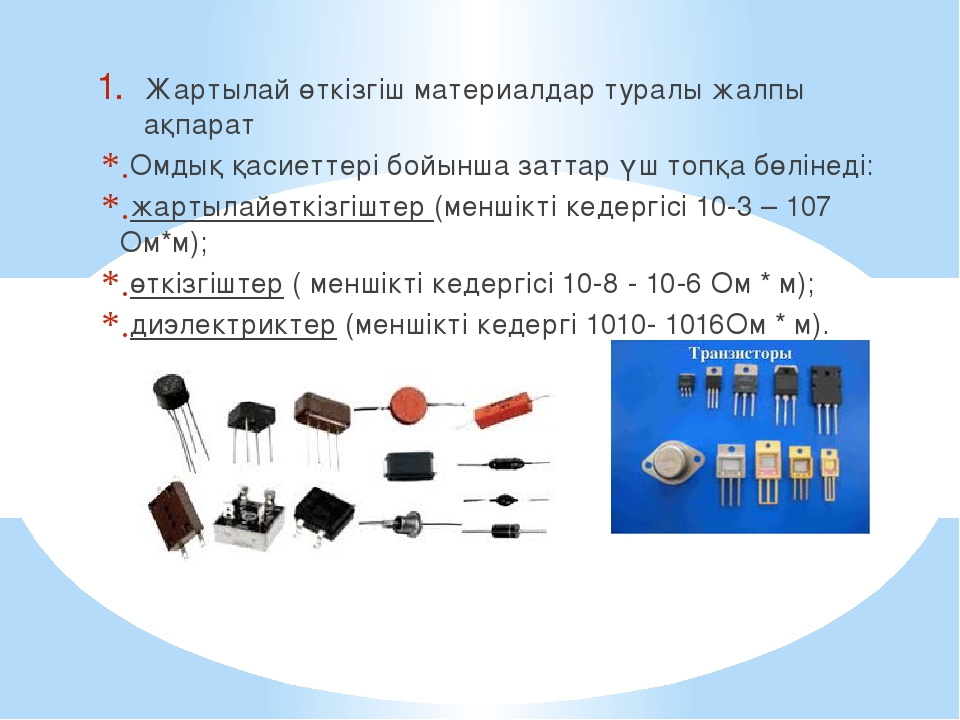 1. Жартылай өткізгіш материалдар туралы жалпы
ақпарат
*.Омдық қасиеттері бойынша заттар үш топқа бөлінеді:
*.жартылайөткізгіштер (меншікті кедергісі 10-3 – 107
Ом*м);
*.өткізгіштер ( меншікті кедергісі 10-8 - 10-6 Ом * м);
*.диэлектриктер (меншікті кедергі 1010- 1016Ом * м).
Транзисторы